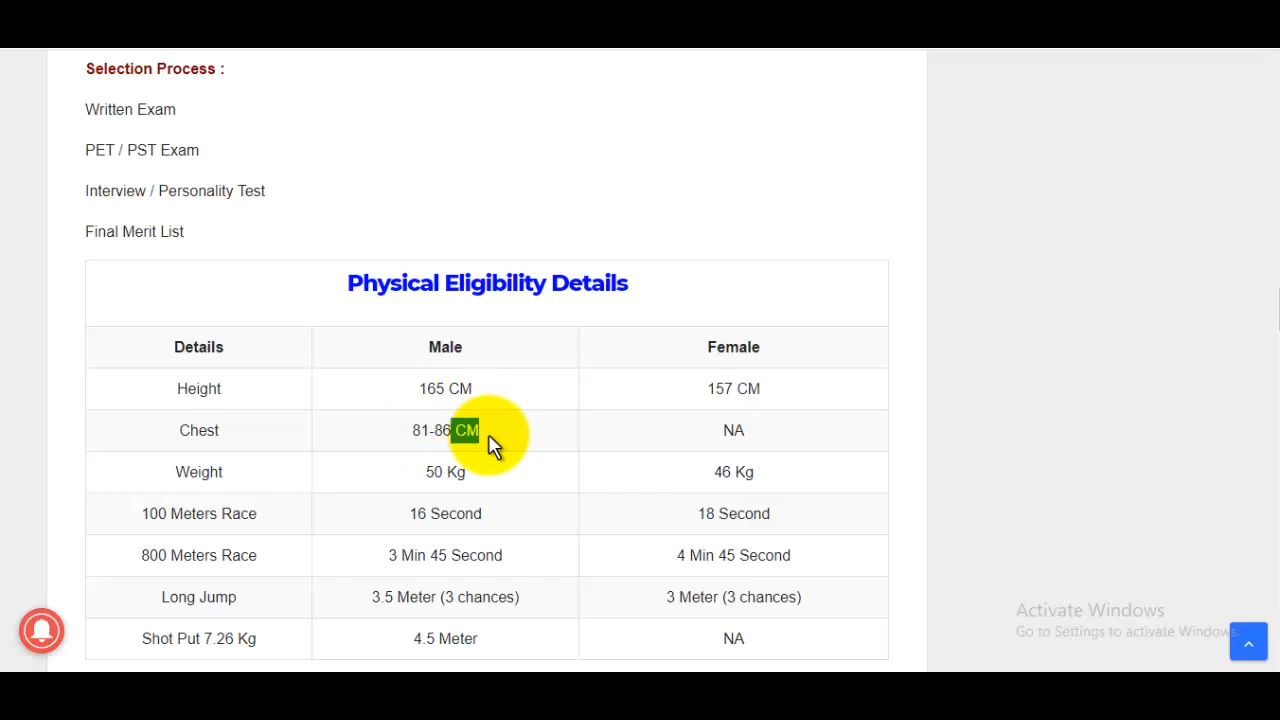 Selection Process :
Written Exam
PET / PST Exam
Interview / Personality Test
Final Merit List
Physical Eligibility Details
Details Male Female
Height 165 CM 157 CM
Chest 81-86 CM NA
Weight 50 Kg 46 Kg
100 Meters Race 16 Second 18 Second
800 Meters Race 3 Min 45 Second 4 Min 45 Second
Long Jump 3.5 Meter (3 chances) 3 Meter (3 chances)
Shot Put 7.26 Kg 4.5 Meter NA
Activate Windows
Go to Settings to activate Windows.